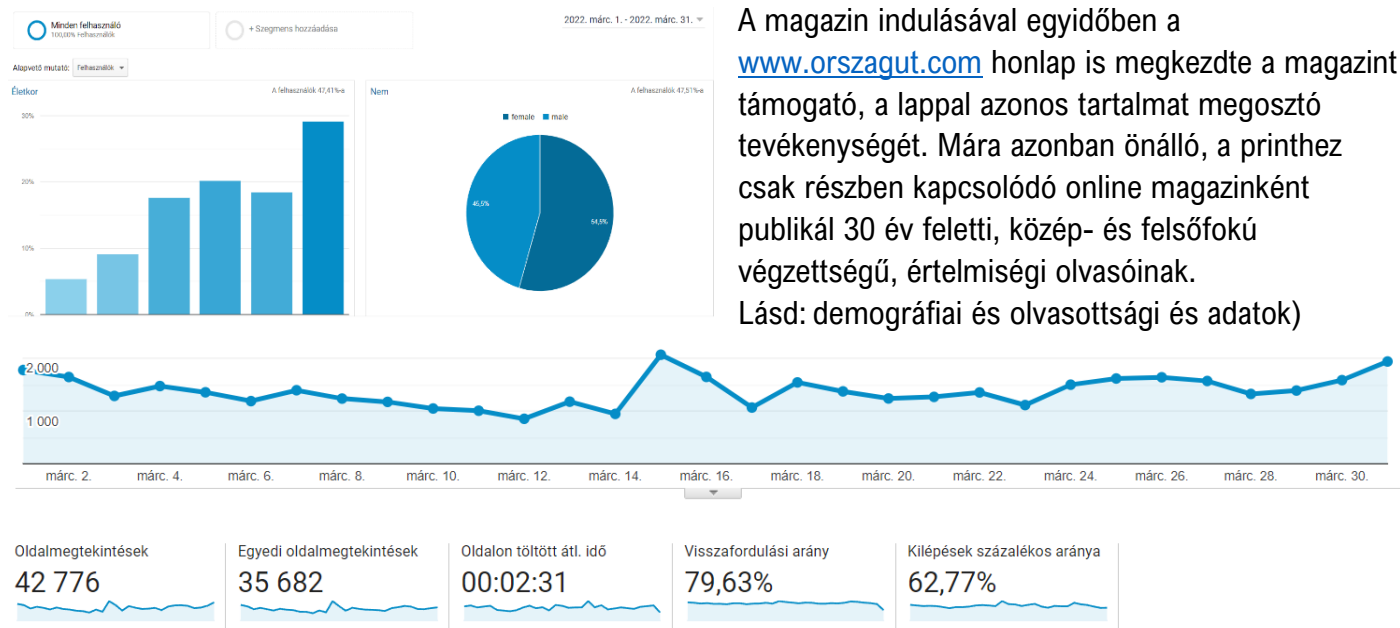 Minden felhasználó
100,00% Felhasználók
+ Szegmens hozzáadása
2022. márc. 1. - 2022. márc. 31.
Alapvető mutató: Felhasználók
Életkor
A felhasználók 47,41%-a
30%
20%
10%
0%
Nem
A felhasználók 47,51%-a
female male
45,5%
54,5%
A magazin indulásával egyidőben a
www.orszagut.com honlap is megkezdte a magazint
támogató, a lappal azonos tartalmat megosztó
tevékenységét. Mára azonban önálló, a printhez
csak részben kapcsolódó online magazinként
publikál 30 év feletti, közép- és felsőfokú
végzettségű, értelmiségi olvasóinak.
Lásd: demográfiai és olvasottsági és adatok)
2 000
1 000
márc. 2. márc. 4. márc. 6. márc. 8. márc. 10. márc. 12. márc. 14. márc. 16. márc. 18. márc. 20. márc. 22. márc. 24. márc. 26. márc. 28. márc. 30.
Oldalmegtekintések
42 776
Egyedi oldalmegtekintések
35 682
Oldalon töltött átl. idő
00:02:31
Visszafordulási arány
79,63%
Kilépések százalékos aránya
62,77%